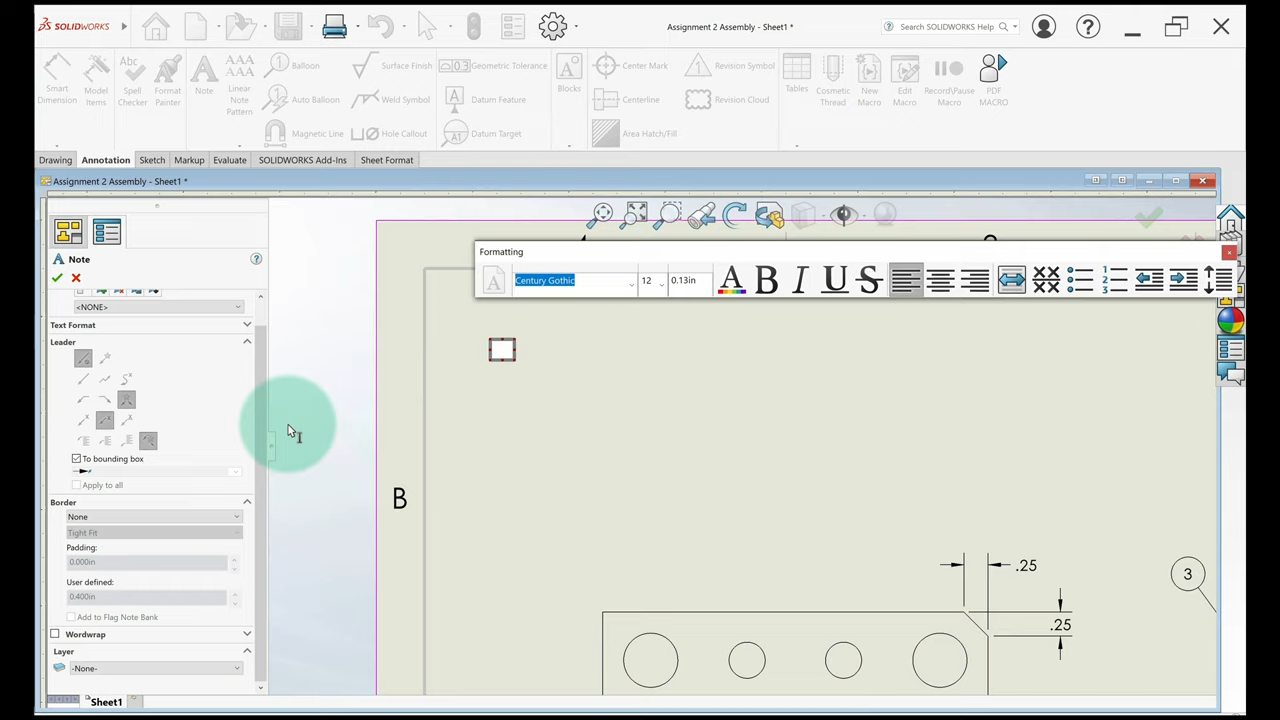 SOLIDWORKS
Assignment 2 Assembly - Sheet1 *
Search SOLIDWORKS Help
Smart Dimension
Model Items
Abc
Spell Checker
Format Painter
Note
Linear Note Pattern
Balloon
Auto Balloon
Magnetic Line
Surface Finish
Weld Symbol
Hole Callout
Geometric Tolerance
Datum Feature
Datum Target
Blocks
Center Mark
Centerline
Area Hatch/Fill
Revision Symbol
Revision Cloud
Tables
Cosmetic Thread
New Macro
Edit Macro
Record\Pause Macro
PDF MACRO
Drawing
Annotation
Sketch
Markup
Evaluate
SOLIDWORKS Add-Ins
Sheet Format
Assignment 2 Assembly - Sheet1 *
Note
<NONE>
Text Format
Leader
To bounding box
Apply to all
Border
None
Tight Fit
Padding:
0.000in
User defined:
0.400in
Add to Flag Note Bank
Wordwrap
Layer
-None-
Sheet1
Formatting
Century Gothic
12
0.13in
B
.25
.25
3